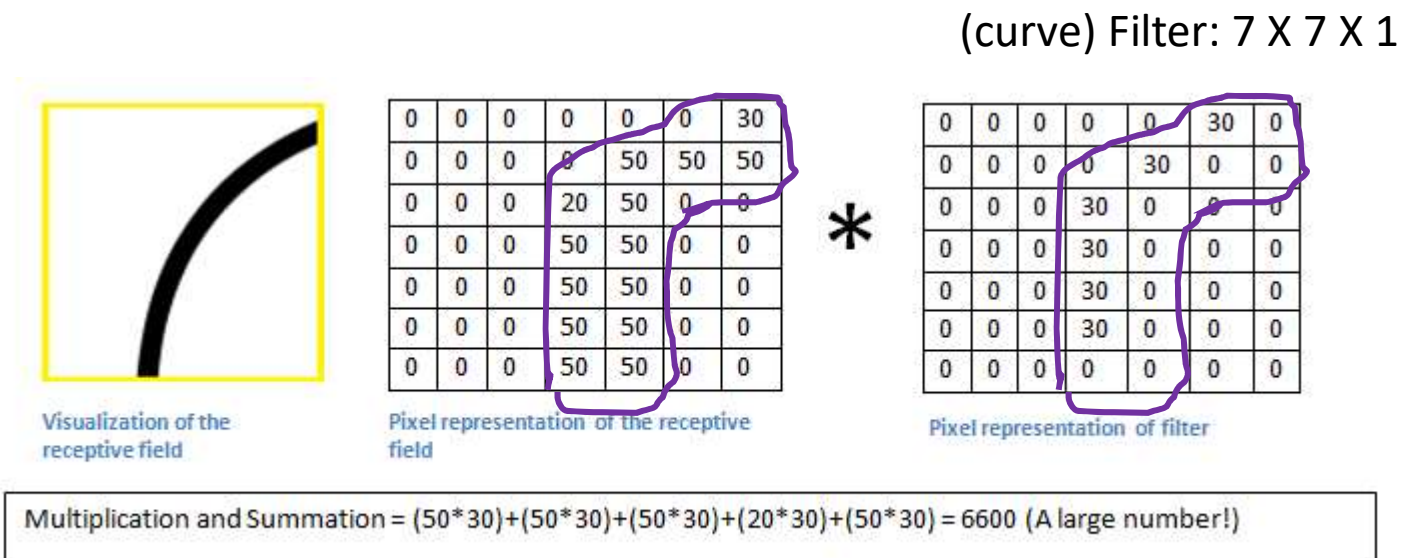 (curve) Filter: 7 X 7 X 1
0 0 0 0 0 0 30
0 0 0 0 50 50 50
0 0 0 20 50 0 0
0 0 0 50 50 0 0
0 0 0 50 50 0 0
0 0 0 50 50 0 0
0 0 0 50 50 0 0
*
0 0 0 0 0 30 0
0 0 0 0 30 0 0
0 0 0 30 0 0 0
0 0 0 30 0 0 0
0 0 0 30 0 0 0
0 0 0 30 0 0 0
0 0 0 0 0 0 0
Visualization of the
receptive field
Pixel representation of the receptive
field
Pixel representation of filter
Multiplication and Summation = (50*30)+(50*30)+(50*30)+(20*30)+(50*30) = 6600 (A large number!)